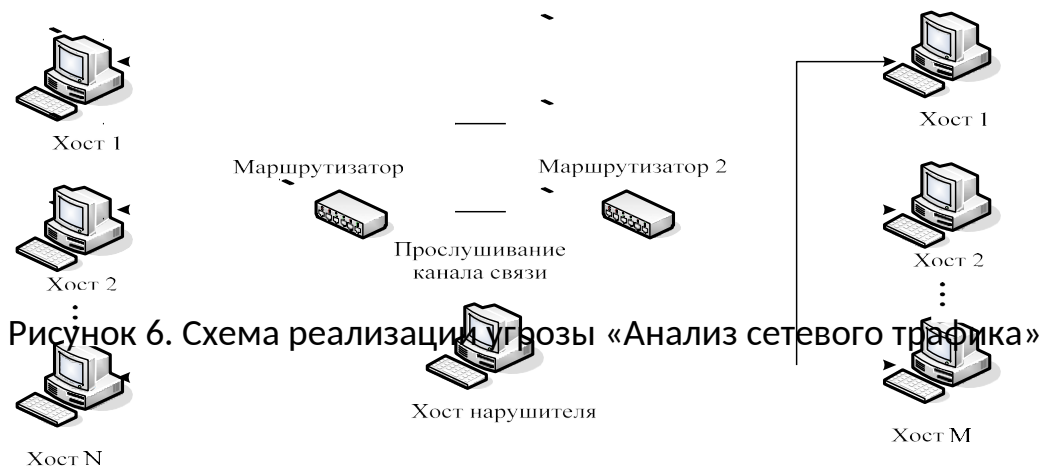 Хост 1
Хост 1
Маршрутизатор
Маршрутизатор 2
Прослушивание
канала связи
Хост 2
Хост 2
Рисунок 6. Схема реализации угрозы «Анализ сетевого трафика»
Хост нарушителя
Хост N
Хост M